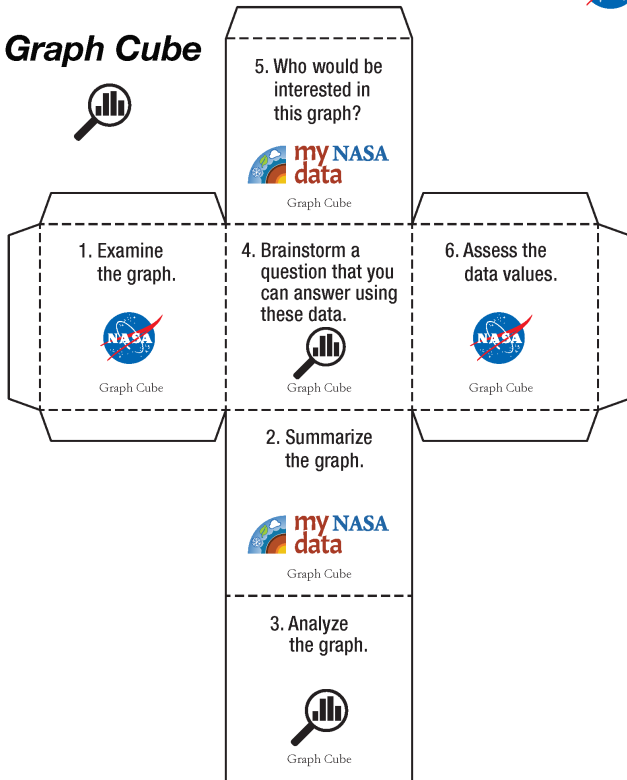 Graph Cube
5. Who would be
interested in
this graph?
my NASA
data
Graph Cube
1. Examine
the graph.
NASA
Graph Cube
4. Brainstorm a
question that you
can answer using
these data.
Graph Cube
6. Assess the
data values.
NASA
Graph Cube
2. Summarize
the graph.
my NASA
data
Graph Cube
3. Analyze
the graph.
Graph Cube